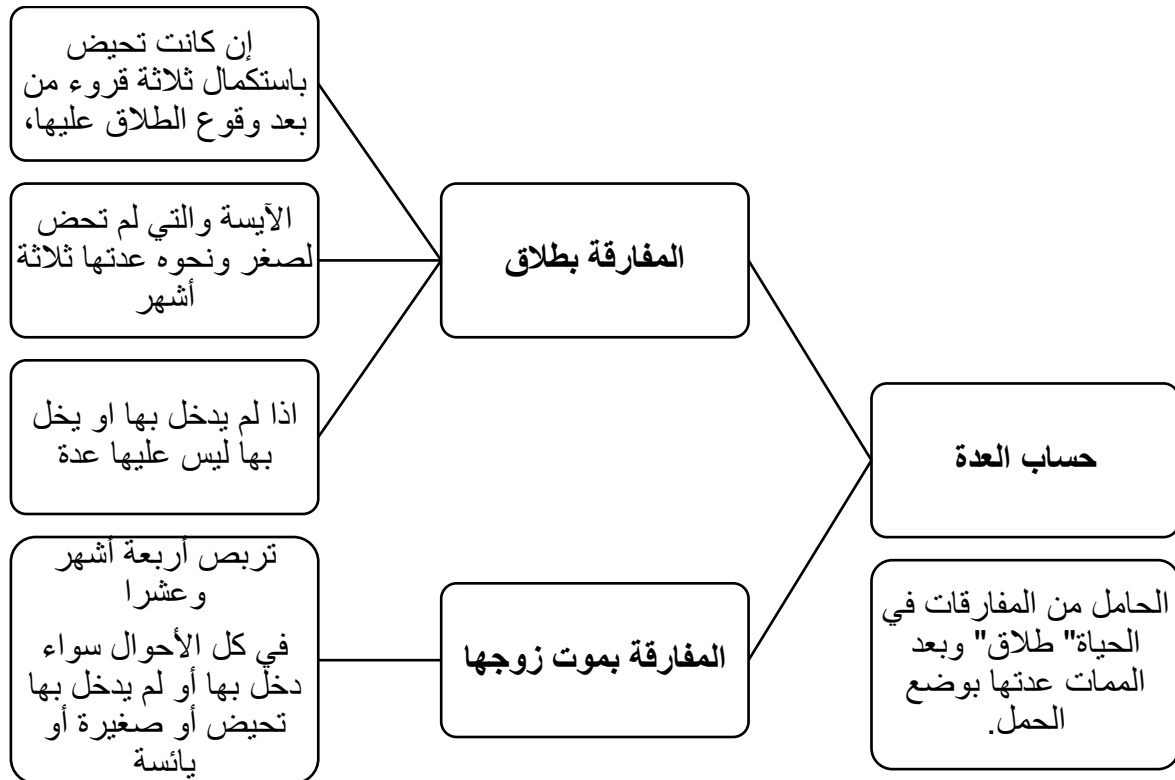 حساب العدة
المفارقة بطلاق
إن كانت تحيض
باستكمال ثلاثة قروء من
بعد وقوع الطلاق عليها،
الآيسة والتي لم تحض
لصغر ونحوه عدتها ثلاثة
أشهر
اذا لم يدخل بها او يخل
بها ليس عليها عدة
المفارقة بموت زوجها
تربص أربعة أشهر
وعشرا
في كل الأحوال سواء
دخل بها أو لم يدخل بها
تحيض أو صغيرة أو
يائسة
الحامل من المفارقات في
الحياة" طلاق" وبعد
الممات عدتها بوضع
الحمل.